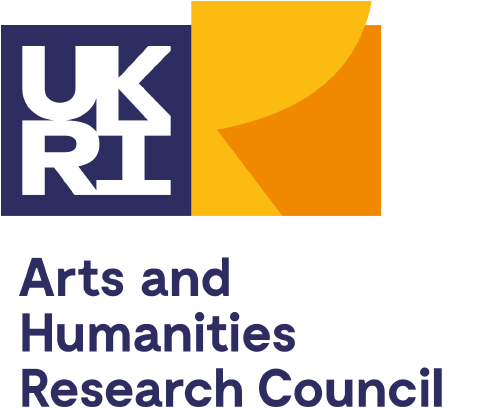 UK
RI
Arts and
Humanities
Research Council